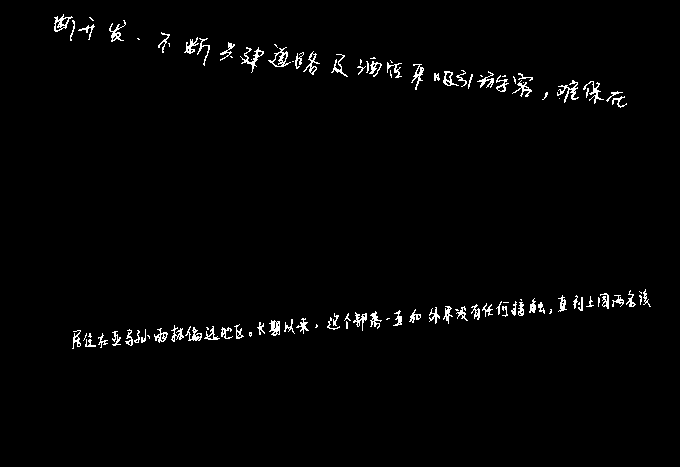 断开发.不断兴建道路及酒店来吸引游客,难保在
居住在亚马孙雨林偏远地区。长期以来,这个部落一直和外界没有任何接触,直到上周两名该